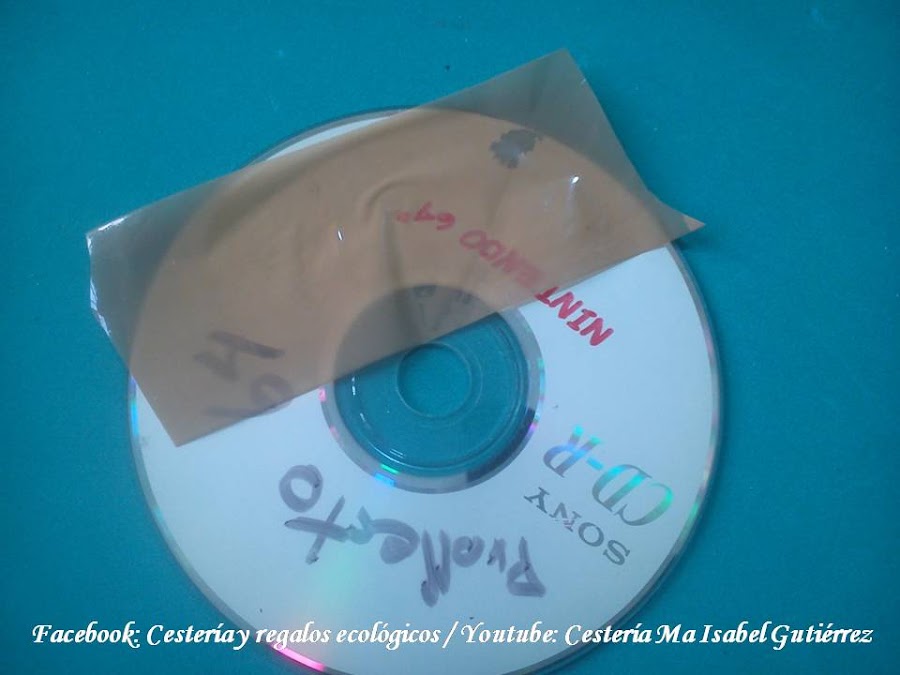 SONY
CD-R
Proyecto
NINTENDO 64
Facebook: Cestería y regalos ecológicos / Youtube: Cestería Ma Isabel Gutiérrez